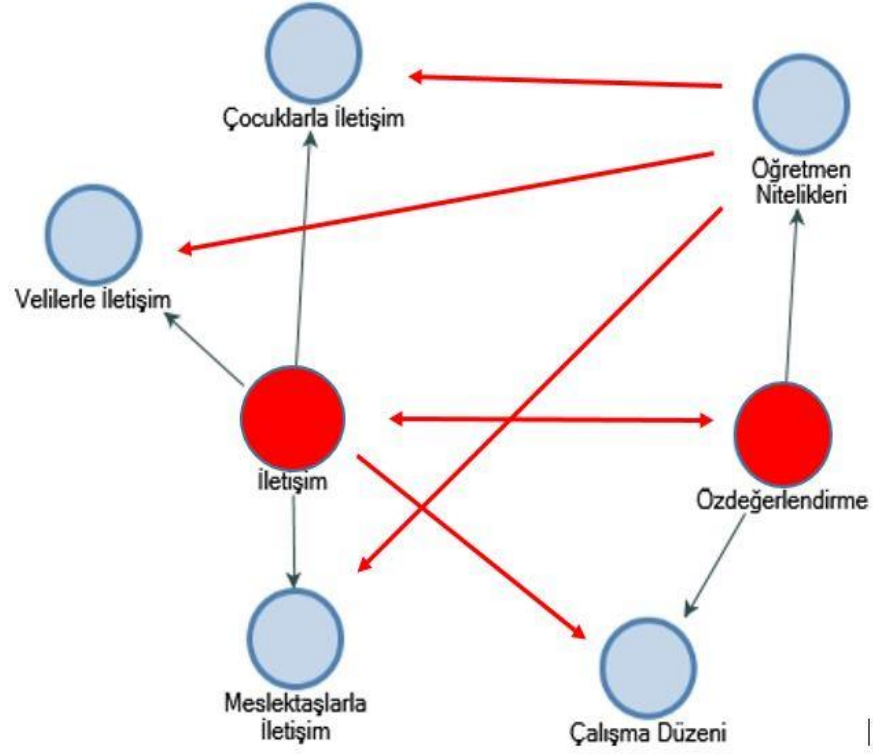 Çocuklarla İletişim
Öğretmen
Nitelikleri
Velilerle İletişim
İletişim
Özdeğerlendirme
Meslektaşlarla
İletişim
Çalışma Düzeni